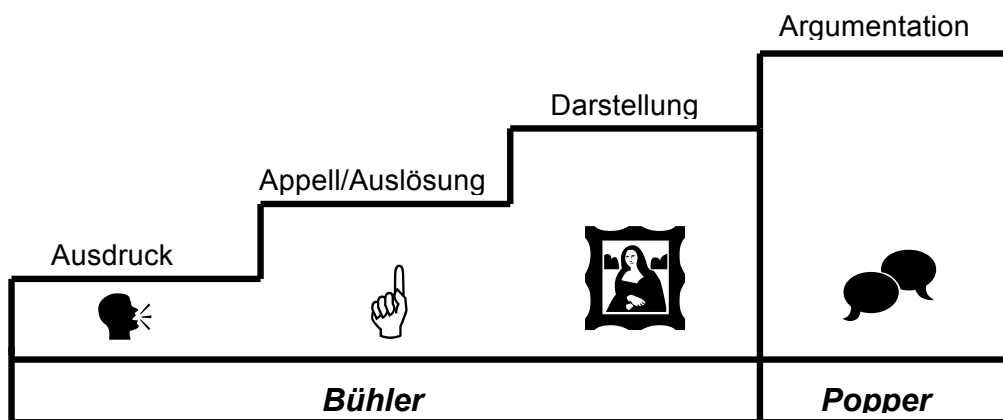 Argumentation
Darstellung
Appell/Auslösung
Ausdruck
Bühler
Popper